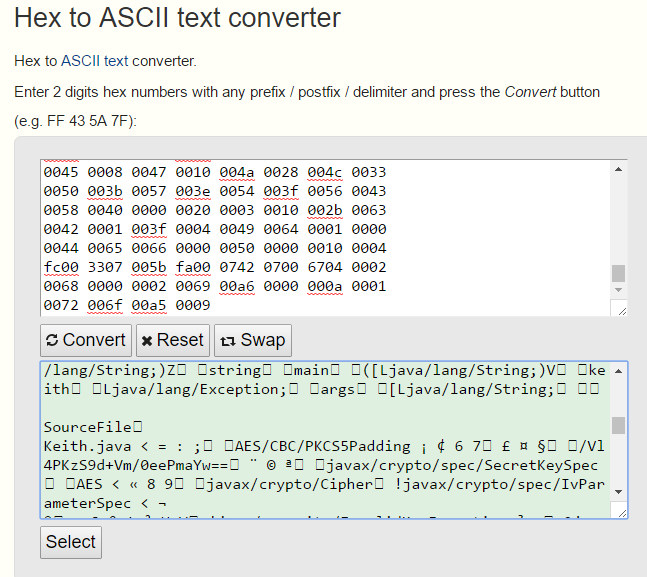 Hex to ASCII text converter
Hex to ASCII text converter.
Enter 2 digits hex numbers with any prefix / postfix / delimiter and press the Convert button
(e.g. FF 43 5A 7F):
0045 0008 0047 0010 004a 0028 004c 0033
0050 003b 0057 003e 0054 003f 0056 0043
0058 0040 0000 0020 0003 0010 002b 0063
0042 0001 003f 0004 0049 0064 0001 0000
0044 0065 0066 0000 0050 0000 0010 0004
fc00 3307 005b fa00 0742 0700 6704 0002
0068 0000 0002 0069 00a6 0000 000a 0001
0072 006f 00a5 0009
Convert Reset Swap
/lang/String;)Z□ □string□ □main□ □([Ljava/lang/String;)V□ □ke
ith□ □Ljava/lang/Exception;□ □args□ □[Ljava/lang/String;□ □□
SourceFile□
Keith.java < = : ;□ □AES/CBC/PKCS5Padding ¡ ¢ 6 7□ £ ¤ §□ □/Vl
4PKzS9d+Vm/0eePmaYw==□ ¨ © ª□ □javax/crypto/spec/SecretKeySpec
□ □AES < « 8 9□ □javax/crypto/Cipher□ !javax/crypto/spec/IvPar
ameterSpec < ¬
Select